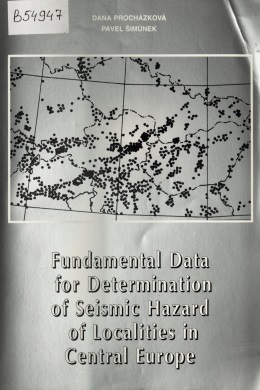 B54947
DANA PROCHÁZKOVÁ
PAVEL ŠIMŮNEK
Fundamental Data
for Determination
of Seismic Hazard
of Localities in
Central Europe